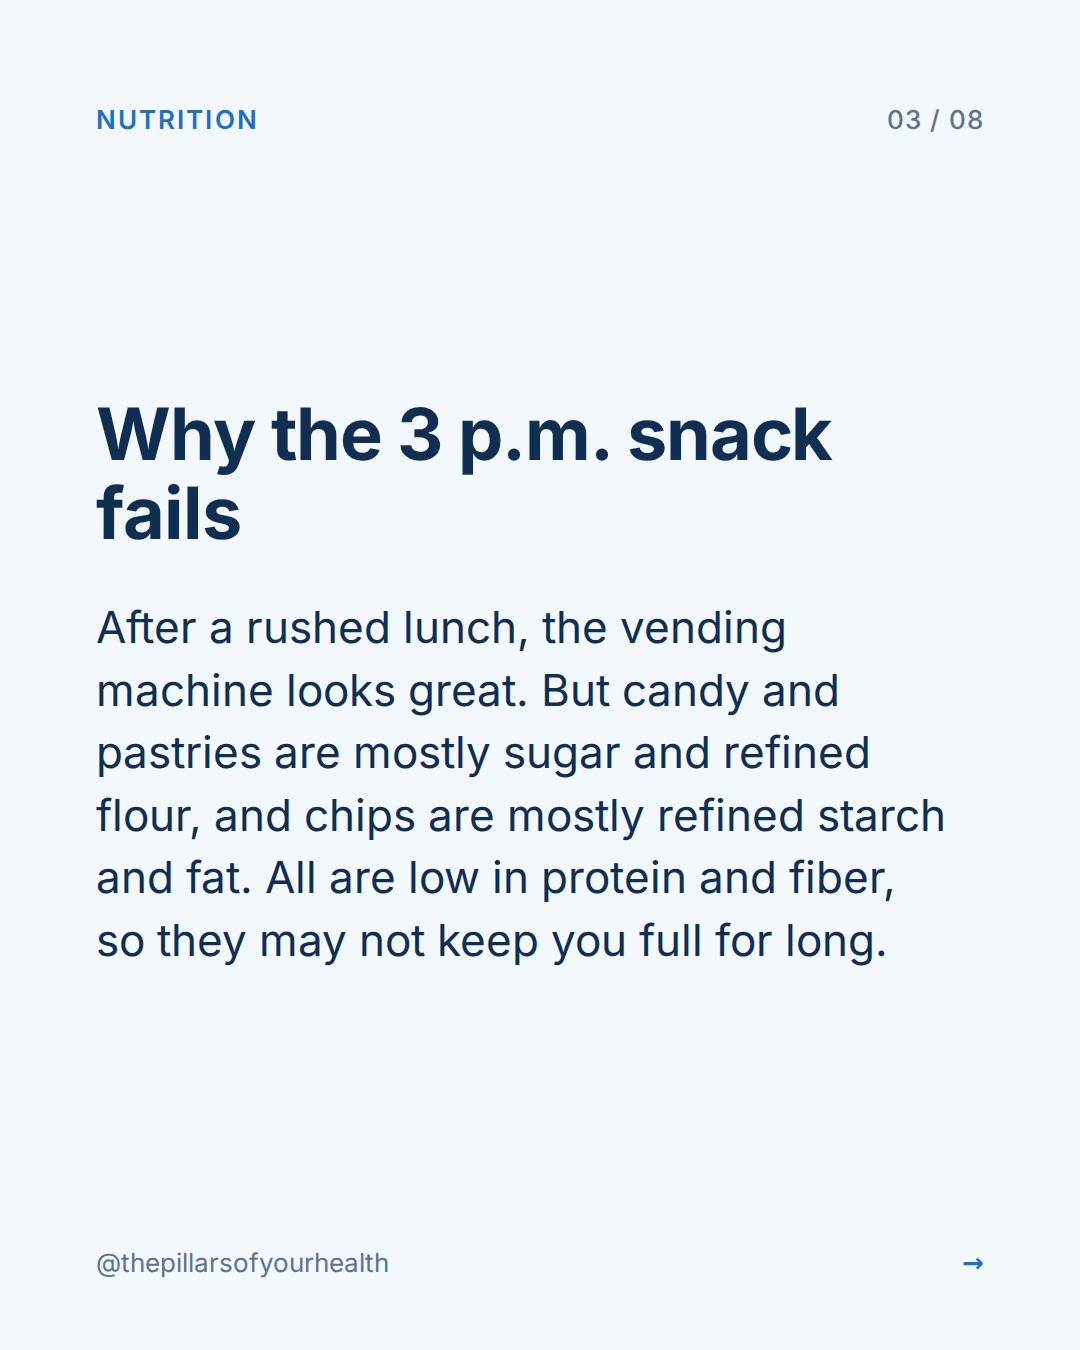 NUTRITION
03 / 08
Why the 3 p.m. snack
fails
After a rushed lunch, the vending
machine looks great. But candy and
pastries are mostly sugar and refined
flour, and chips are mostly refined starch
and fat. All are low in protein and fiber,
so they may not keep you full for long.
@thepillarsofyourhealth
→